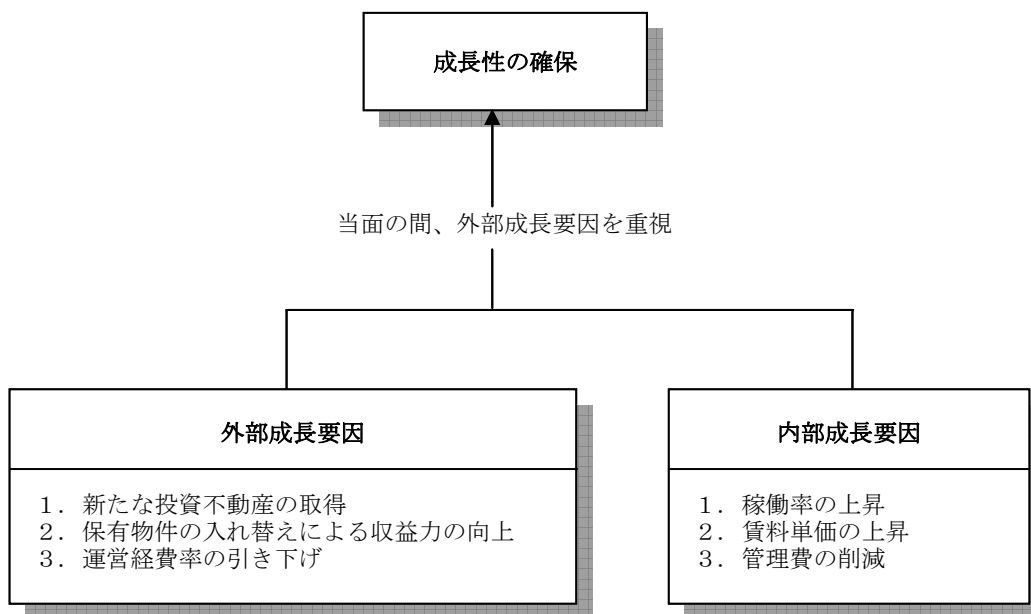 成長性の確保
当面の間、外部成長要因を重視
外部成長要因
1．新たな投資不動産の取得
2．保有物件の入れ替えによる収益力の向上
3．運営経費率の引き下げ
内部成長要因
1．稼働率の上昇
2．賃料単価の上昇
3．管理費の削減